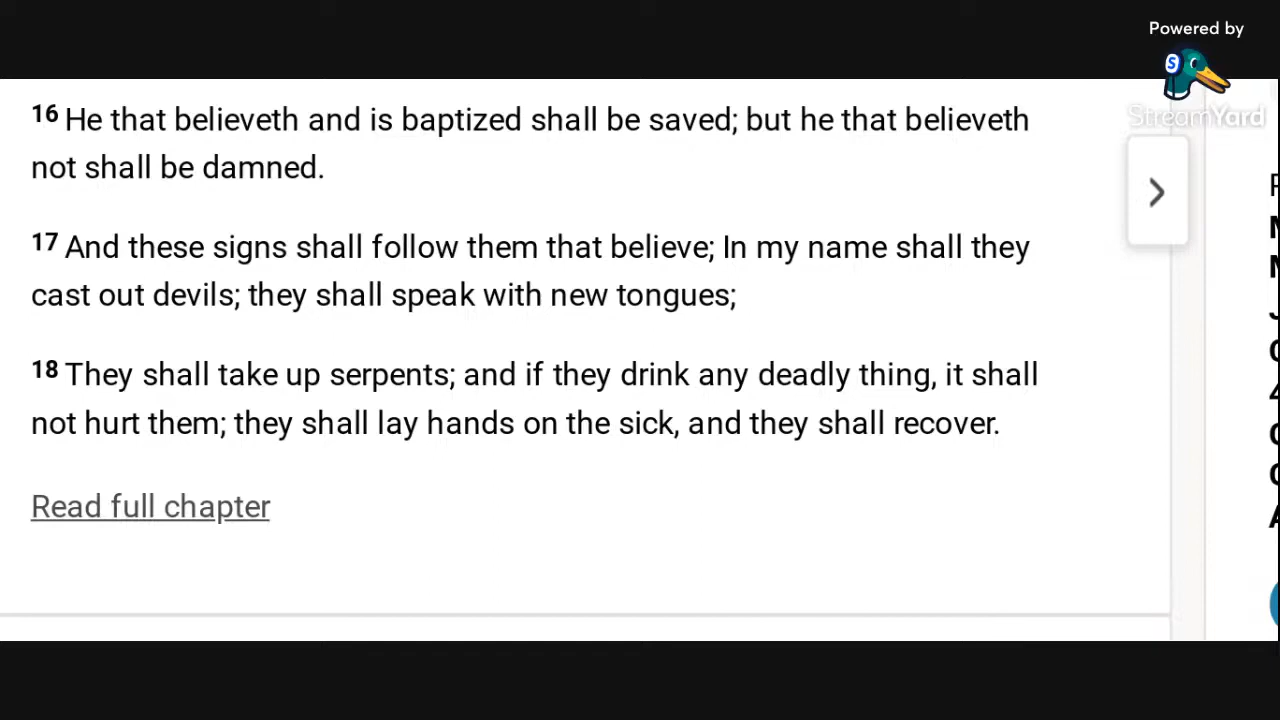 Powered by
S
StreamYard
16 He that believeth and is baptized shall be saved; but he that believeth
not shall be damned.
17 And these signs shall follow them that believe; In my name shall they
cast out devils; they shall speak with new tongues;
18 They shall take up serpents; and if they drink any deadly thing, it shall
not hurt them; they shall lay hands on the sick, and they shall recover.
Read full chapter